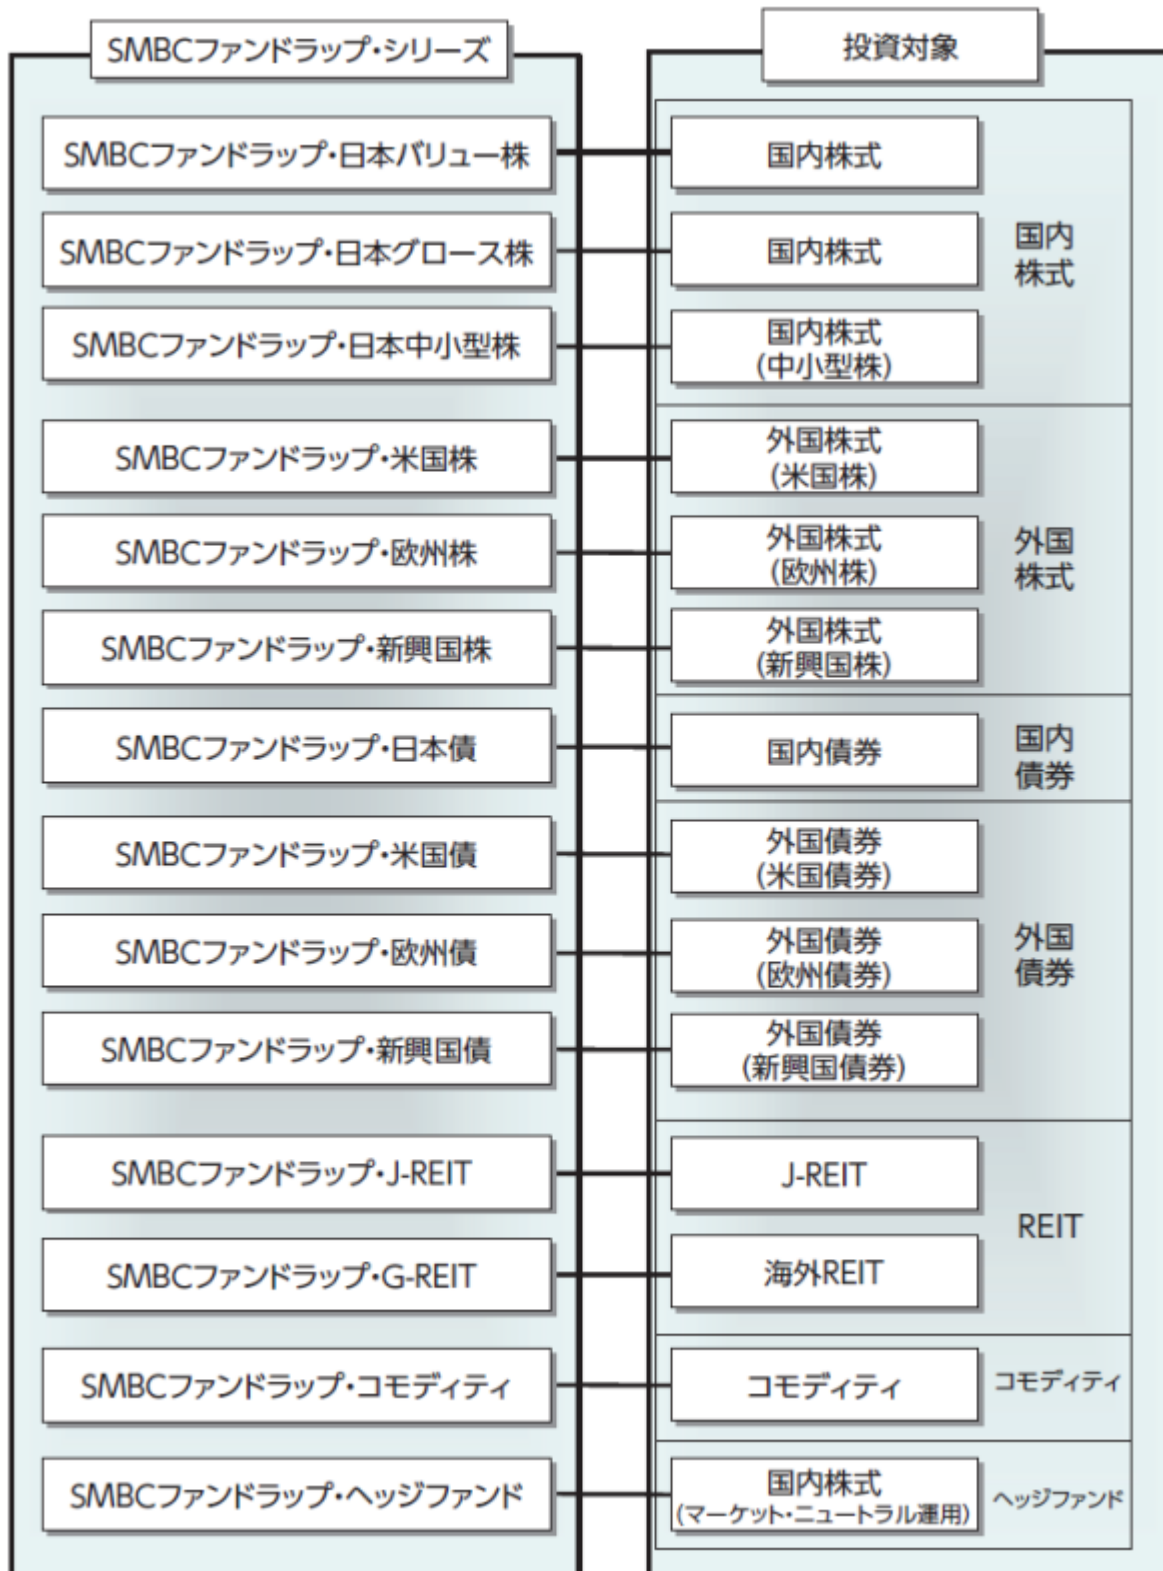 SMBCファンドラップ・シリーズ
投資対象
SMBCファンドラップ・日本バリュー株
国内株式
SMBCファンドラップ・日本グロース株
国内株式
国内
株式
SMBCファンドラップ・日本中小型株
国内株式
(中小型株)
SMBCファンドラップ・米国株
外国株式
(米国株)
SMBCファンドラップ・欧州株
外国株式
(欧州株)
外国
株式
SMBCファンドラップ・新興国株
外国株式
(新興国株)
SMBCファンドラップ・日本債
国内債券
国内
債券
SMBCファンドラップ・米国債
外国債券
(米国債券)
SMBCファンドラップ・欧州債
外国債券
(欧州債券)
外国
債券
SMBCファンドラップ・新興国債
外国債券
(新興国債券)
SMBCファンドラップ・J-REIT
J-REIT
REIT
SMBCファンドラップ・G-REIT
海外REIT
SMBCファンドラップ・コモディティ
コモディティ
コモディティ
SMBCファンドラップ・ヘッジファンド
国内株式
(マーケット・ニュートラル運用)
ヘッジファンド